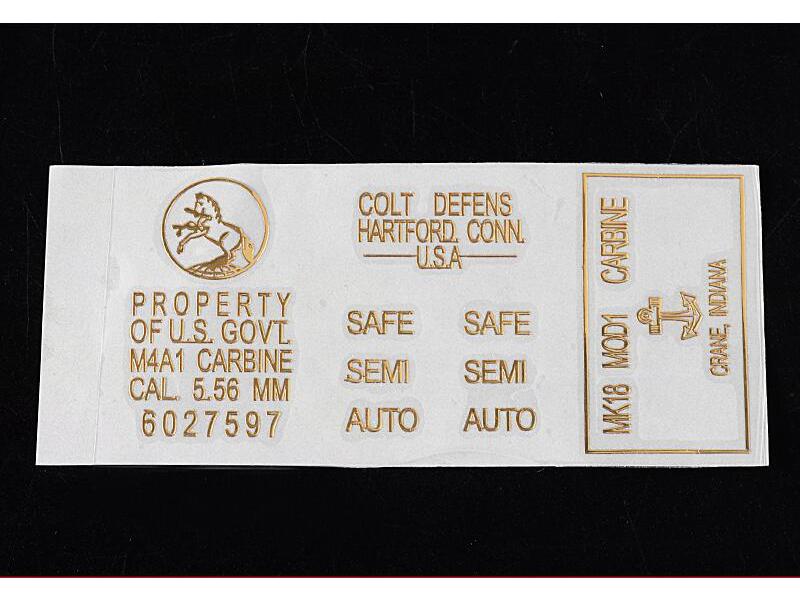 COLT DEFENS
HARTFORD. CONN.
U.S.A
PROPERTY
OF U.S. GOVT.
M4A1 CARBINE
CAL. 5.56 MM
6027597
SAFE SAFE
SEMI SEMI
AUTO AUTO
MK18 MOD1 CARBINE
CRANE, INDIANA